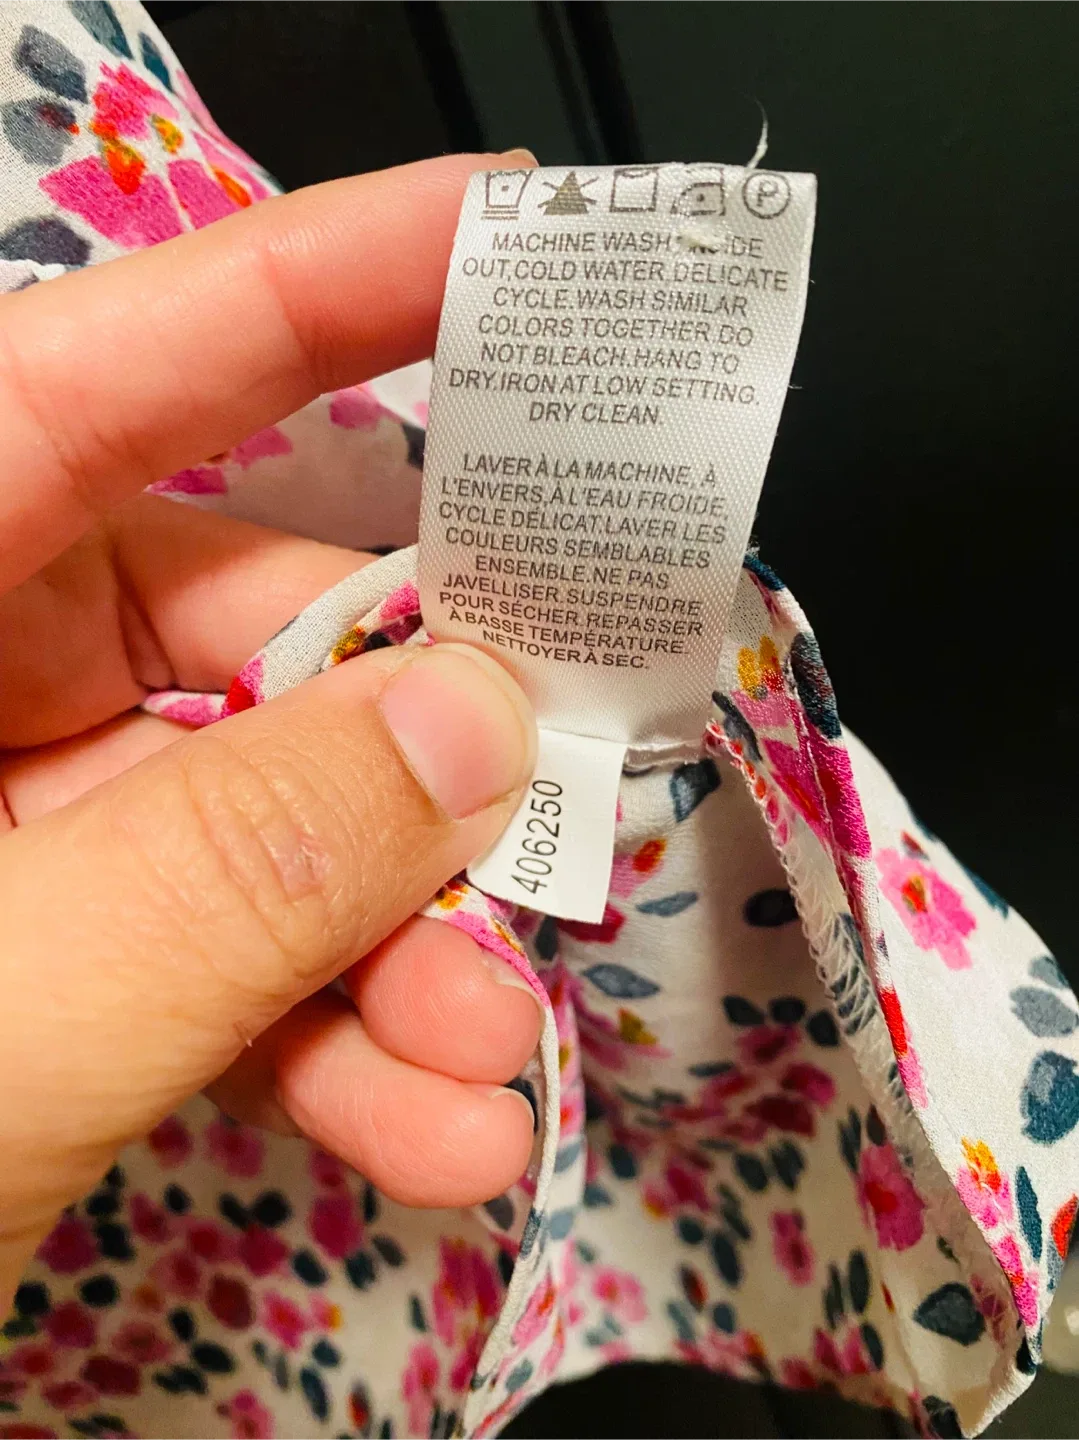 P
MACHINE WASH INSIDE
OUT,COLD WATER DELICATE
CYCLE.WASH SIMILAR
COLORS TOGETHER.DO
NOT BLEACH.HANG TO
DRY.IRON AT LOW SETTING.
DRY CLEAN.
LAVER À LA MACHINE, À
L'ENVERS,À L'EAU FROIDE,
CYCLE DÉLICAT.LAVER LES
COULEURS SEMBLABLES
ENSEMBLE.NE PAS
JAVELLISER.SUSPENDRE
POUR SÉCHER.REPASSER
À BASSE TEMPÉRATURE.
NETTOYER À SEC.
406250